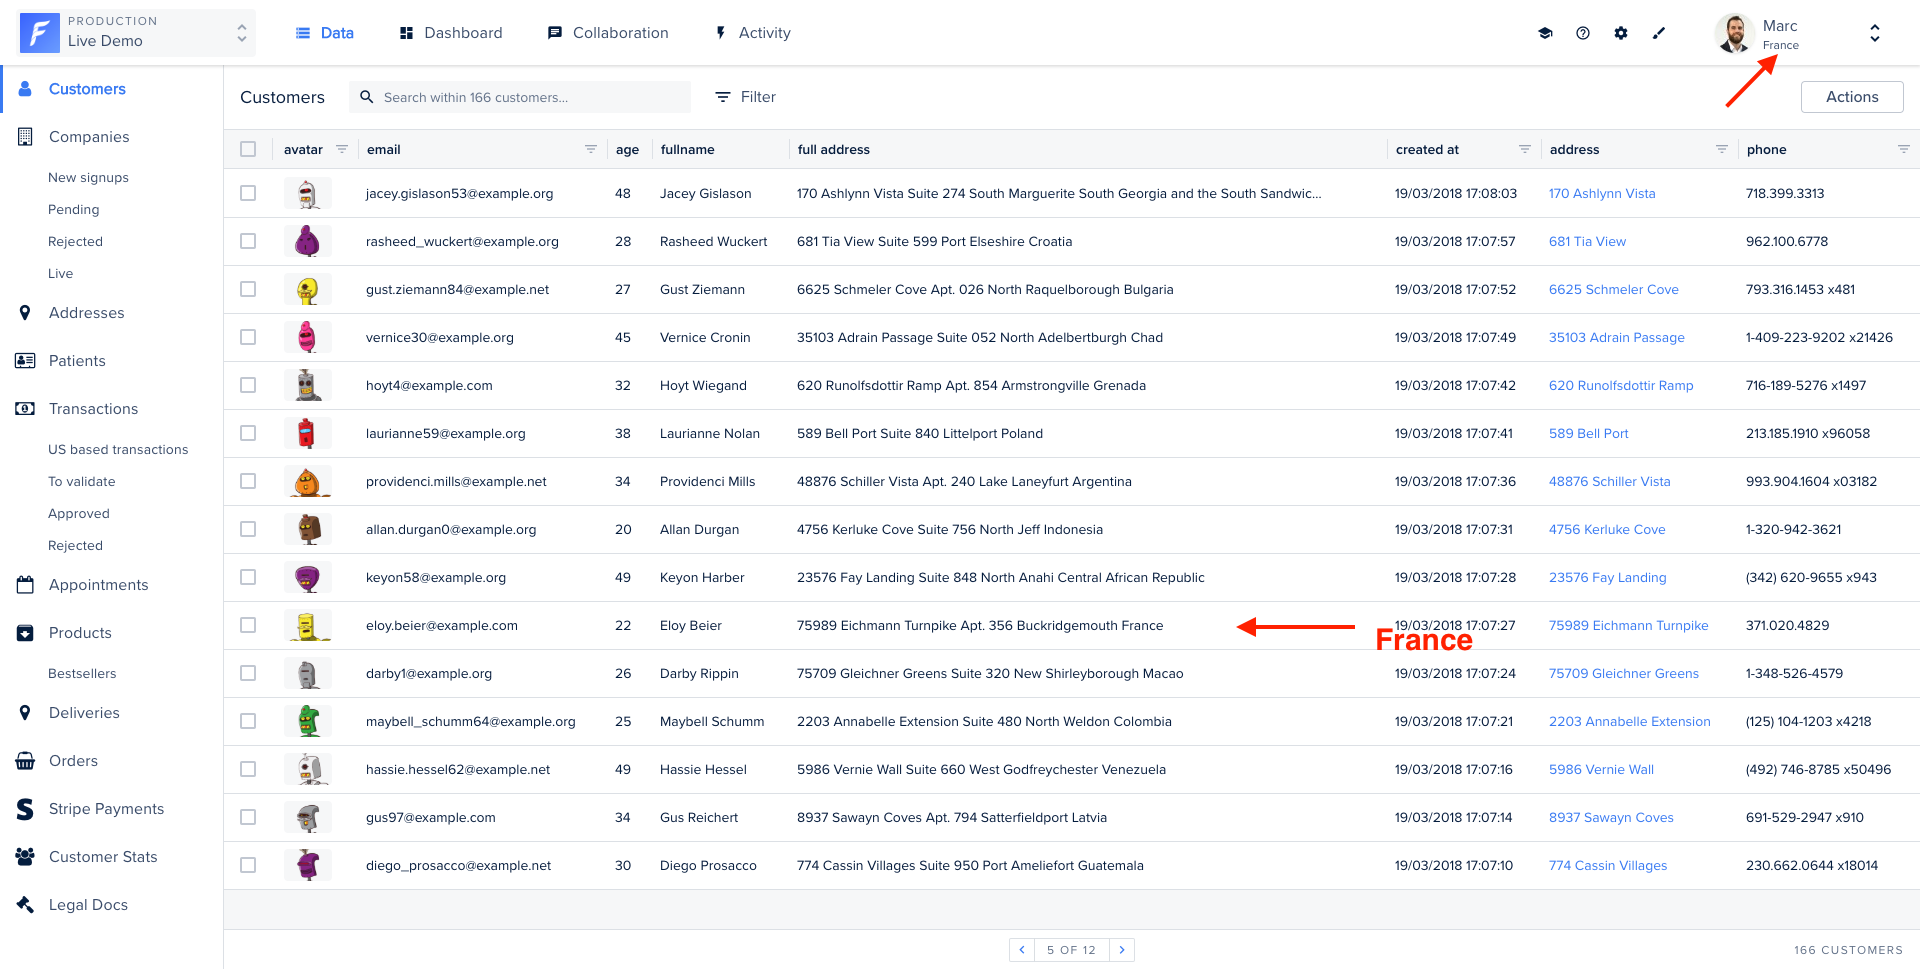 PRODUCTION
Live Demo
Data
Dashboard
Collaboration
Activity
Marc
France
Customers
Companies
New signups
Pending
Rejected
Live
Addresses
Patients
Transactions
US based transactions
To validate
Approved
Rejected
Appointments
Products
Bestsellers
Deliveries
Orders
Stripe Payments
Customer Stats
Legal Docs
Customers
Search within 166 customers...
Filter
Actions
avatar email age fullname full address created at address phone
jacey.gislason53@example.org 48 Jacey Gislason 170 Ashlynn Vista Suite 274 South Marguerite South Georgia and the South Sandwic... 19/03/2018 17:08:03 170 Ashlynn Vista 718.399.3313
rasheed_wuckert@example.org 28 Rasheed Wuckert 681 Tia View Suite 599 Port Elseshire Croatia 19/03/2018 17:07:57 681 Tia View 962.100.6778
gust.ziemann84@example.net 27 Gust Ziemann 6625 Schmeler Cove Apt. 026 North Raquelborough Bulgaria 19/03/2018 17:07:52 6625 Schmeler Cove 793.316.1453 x481
vernice30@example.org 45 Vernice Cronin 35103 Adrain Passage Suite 052 North Adelbertburgh Chad 19/03/2018 17:07:49 35103 Adrain Passage 1-409-223-9202 x21426
hoyt4@example.com 32 Hoyt Wiegand 620 Runolfsdottir Ramp Apt. 854 Armstrongville Grenada 19/03/2018 17:07:42 620 Runolfsdottir Ramp 716-189-5276 x1497
laurianne59@example.org 38 Laurianne Nolan 589 Bell Port Suite 840 Littelport Poland 19/03/2018 17:07:41 589 Bell Port 213.185.1910 x96058
providenci.mills@example.net 34 Providenci Mills 48876 Schiller Vista Apt. 240 Lake Laneyfurt Argentina 19/03/2018 17:07:36 48876 Schiller Vista 993.904.1604 x03182
allan.durgan0@example.org 20 Allan Durgan 4756 Kerluke Cove Suite 756 North Jeff Indonesia 19/03/2018 17:07:31 4756 Kerluke Cove 1-320-942-3621
keyon58@example.org 49 Keyon Harber 23576 Fay Landing Suite 848 North Anahi Central African Republic 19/03/2018 17:07:28 23576 Fay Landing (342) 620-9655 x943
eloy.beier@example.com 22 Eloy Beier 75989 Eichmann Turnpike Apt. 356 Buckridgemouth France 19/03/2018 17:07:27 75989 Eichmann Turnpike 371.020.4829
France
darby1@example.org 26 Darby Rippin 75709 Gleichner Greens Suite 320 New Shirleyborough Macao 19/03/2018 17:07:24 75709 Gleichner Greens 1-348-526-4579
maybell_schumm64@example.org 25 Maybell Schumm 2203 Annabelle Extension Suite 480 North Weldon Colombia 19/03/2018 17:07:21 2203 Annabelle Extension (125) 104-1203 x4218
hassie.hessel62@example.net 49 Hassie Hessel 5986 Vernie Wall Suite 660 West Godfreychester Venezuela 19/03/2018 17:07:16 5986 Vernie Wall (492) 746-8785 x50496
gus97@example.com 34 Gus Reichert 8937 Sawayn Coves Apt. 794 Satterfieldport Latvia 19/03/2018 17:07:14 8937 Sawayn Coves 691-529-2947 x910
diego_prosacco@example.net 30 Diego Prosacco 774 Cassin Villages Suite 950 Port Ameliefort Guatemala 19/03/2018 17:07:10 774 Cassin Villages 230.662.0644 x18014
5 OF 12
166 CUSTOMERS